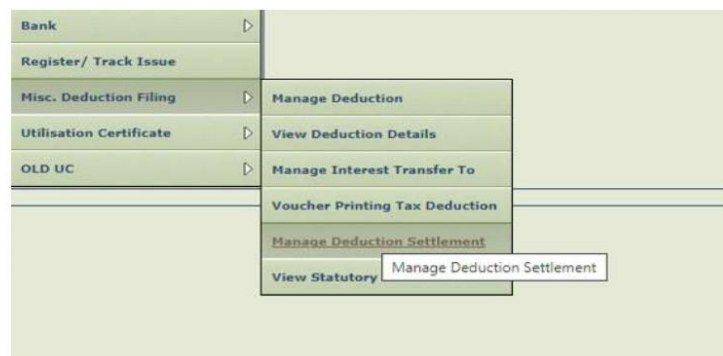 Bank
Register/ Track Issue
Misc. Deduction Filing
Utilisation Certificate
OLD UC
Manage Deduction
View Deduction Details
Manage Interest Transfer To
Voucher Printing Tax Deduction
Manage Deduction Settlement
View Statutory
Manage Deduction Settlement